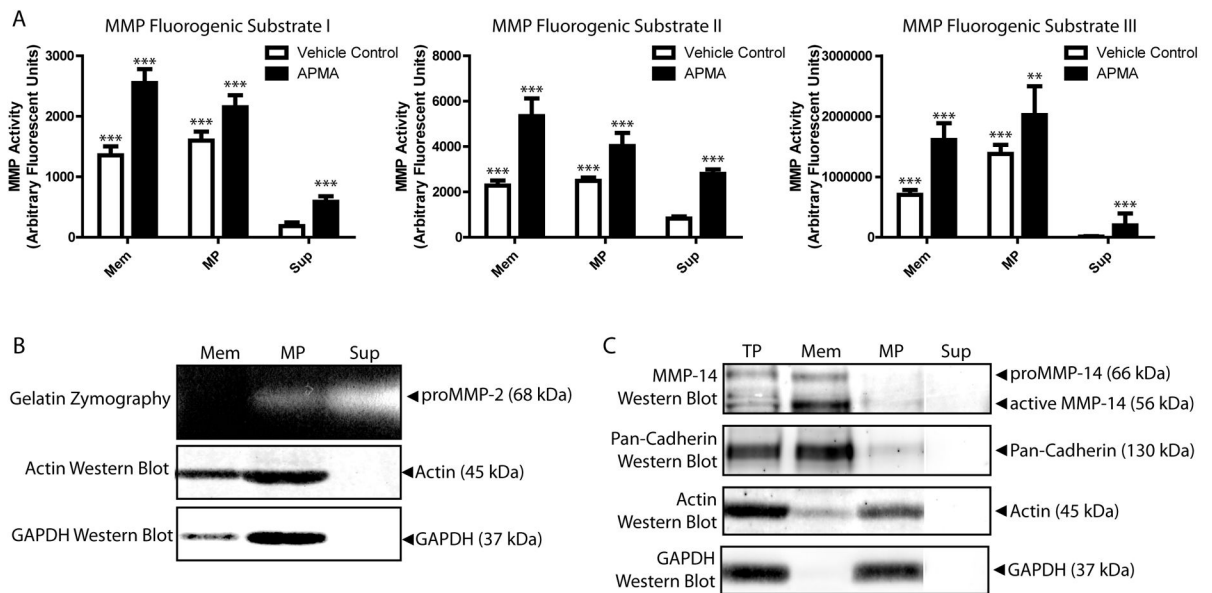 A
MMP Fluorogenic Substrate I
Vehicle Control
APMA
MMP Activity
(Arbitrary Fluorescent Units)
3000
2000
1000
0
***
***
***
***
***
Mem
MP
Sup
MMP Fluorogenic Substrate II
Vehicle Control
APMA
MMP Activity
(Arbitrary Fluorescent Units)
8000
6000
4000
2000
0
***
***
***
***
***
Mem
MP
Sup
MMP Fluorogenic Substrate III
Vehicle Control
APMA
MMP Activity
(Arbitrary Fluorescent Units)
3000000
2000000
1000000
0
***
***
***
**
***
Mem
MP
Sup
B
Mem MP Sup
Gelatin Zymography
proMMP-2 (68 kDa)
Actin Western Blot
Actin (45 kDa)
GAPDH Western Blot
GAPDH (37 kDa)
C
TP Mem MP Sup
MMP-14
Western Blot
proMMP-14 (66 kDa)
active MMP-14 (56 kDa)
Pan-Cadherin
Western Blot
Pan-Cadherin (130 kDa)
Actin
Western Blot
Actin (45 kDa)
GAPDH
Western Blot
GAPDH (37 kDa)